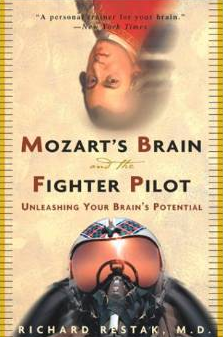 "A personal trainer for your brain."
—New York Times
MOZART'S BRAIN
and the
FIGHTER PILOT
UNLEASHING YOUR BRAIN'S POTENTIAL
RICHARD RESTAK, M.D.